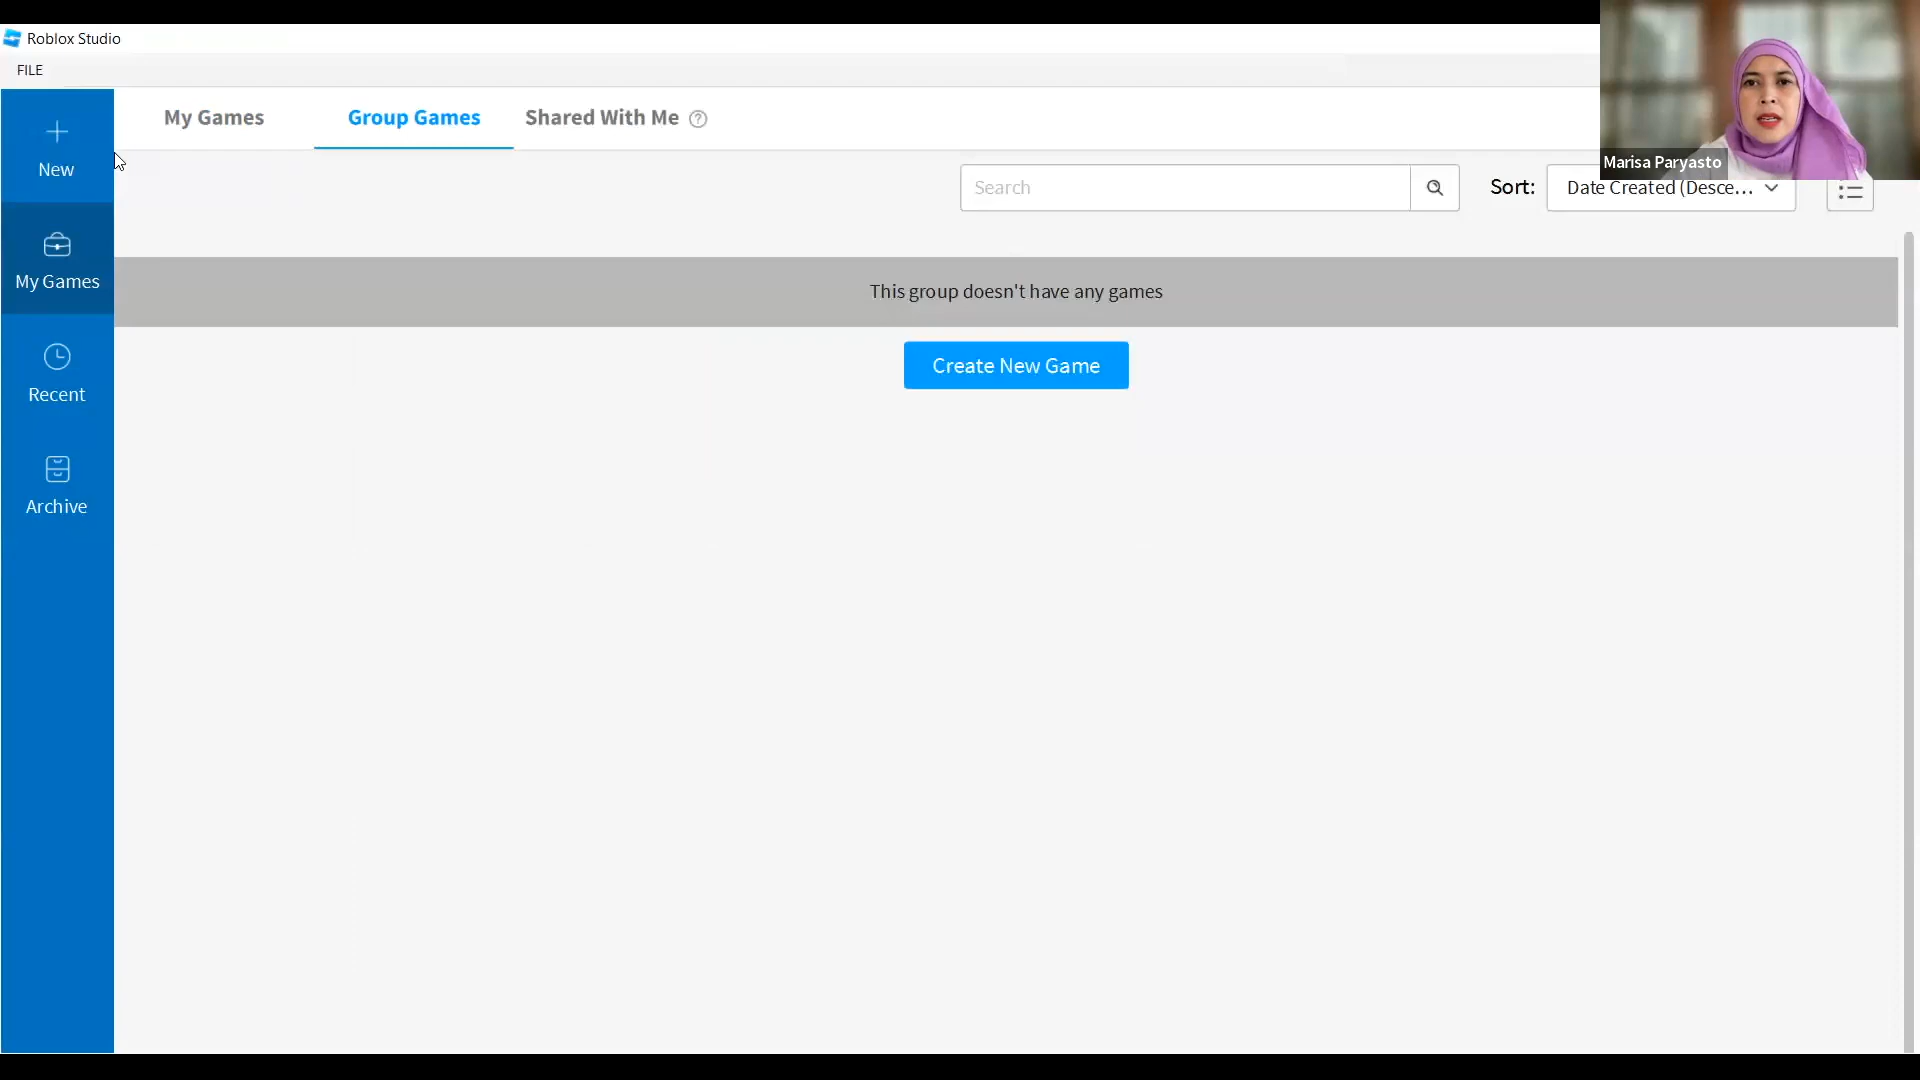 Roblox Studio
FILE
New
My Games
Recent
Archive
My Games
Group Games
Shared With Me
Search
Sort:
Date Created (Desce...
This group doesn't have any games
Create New Game
Marisa Paryasto